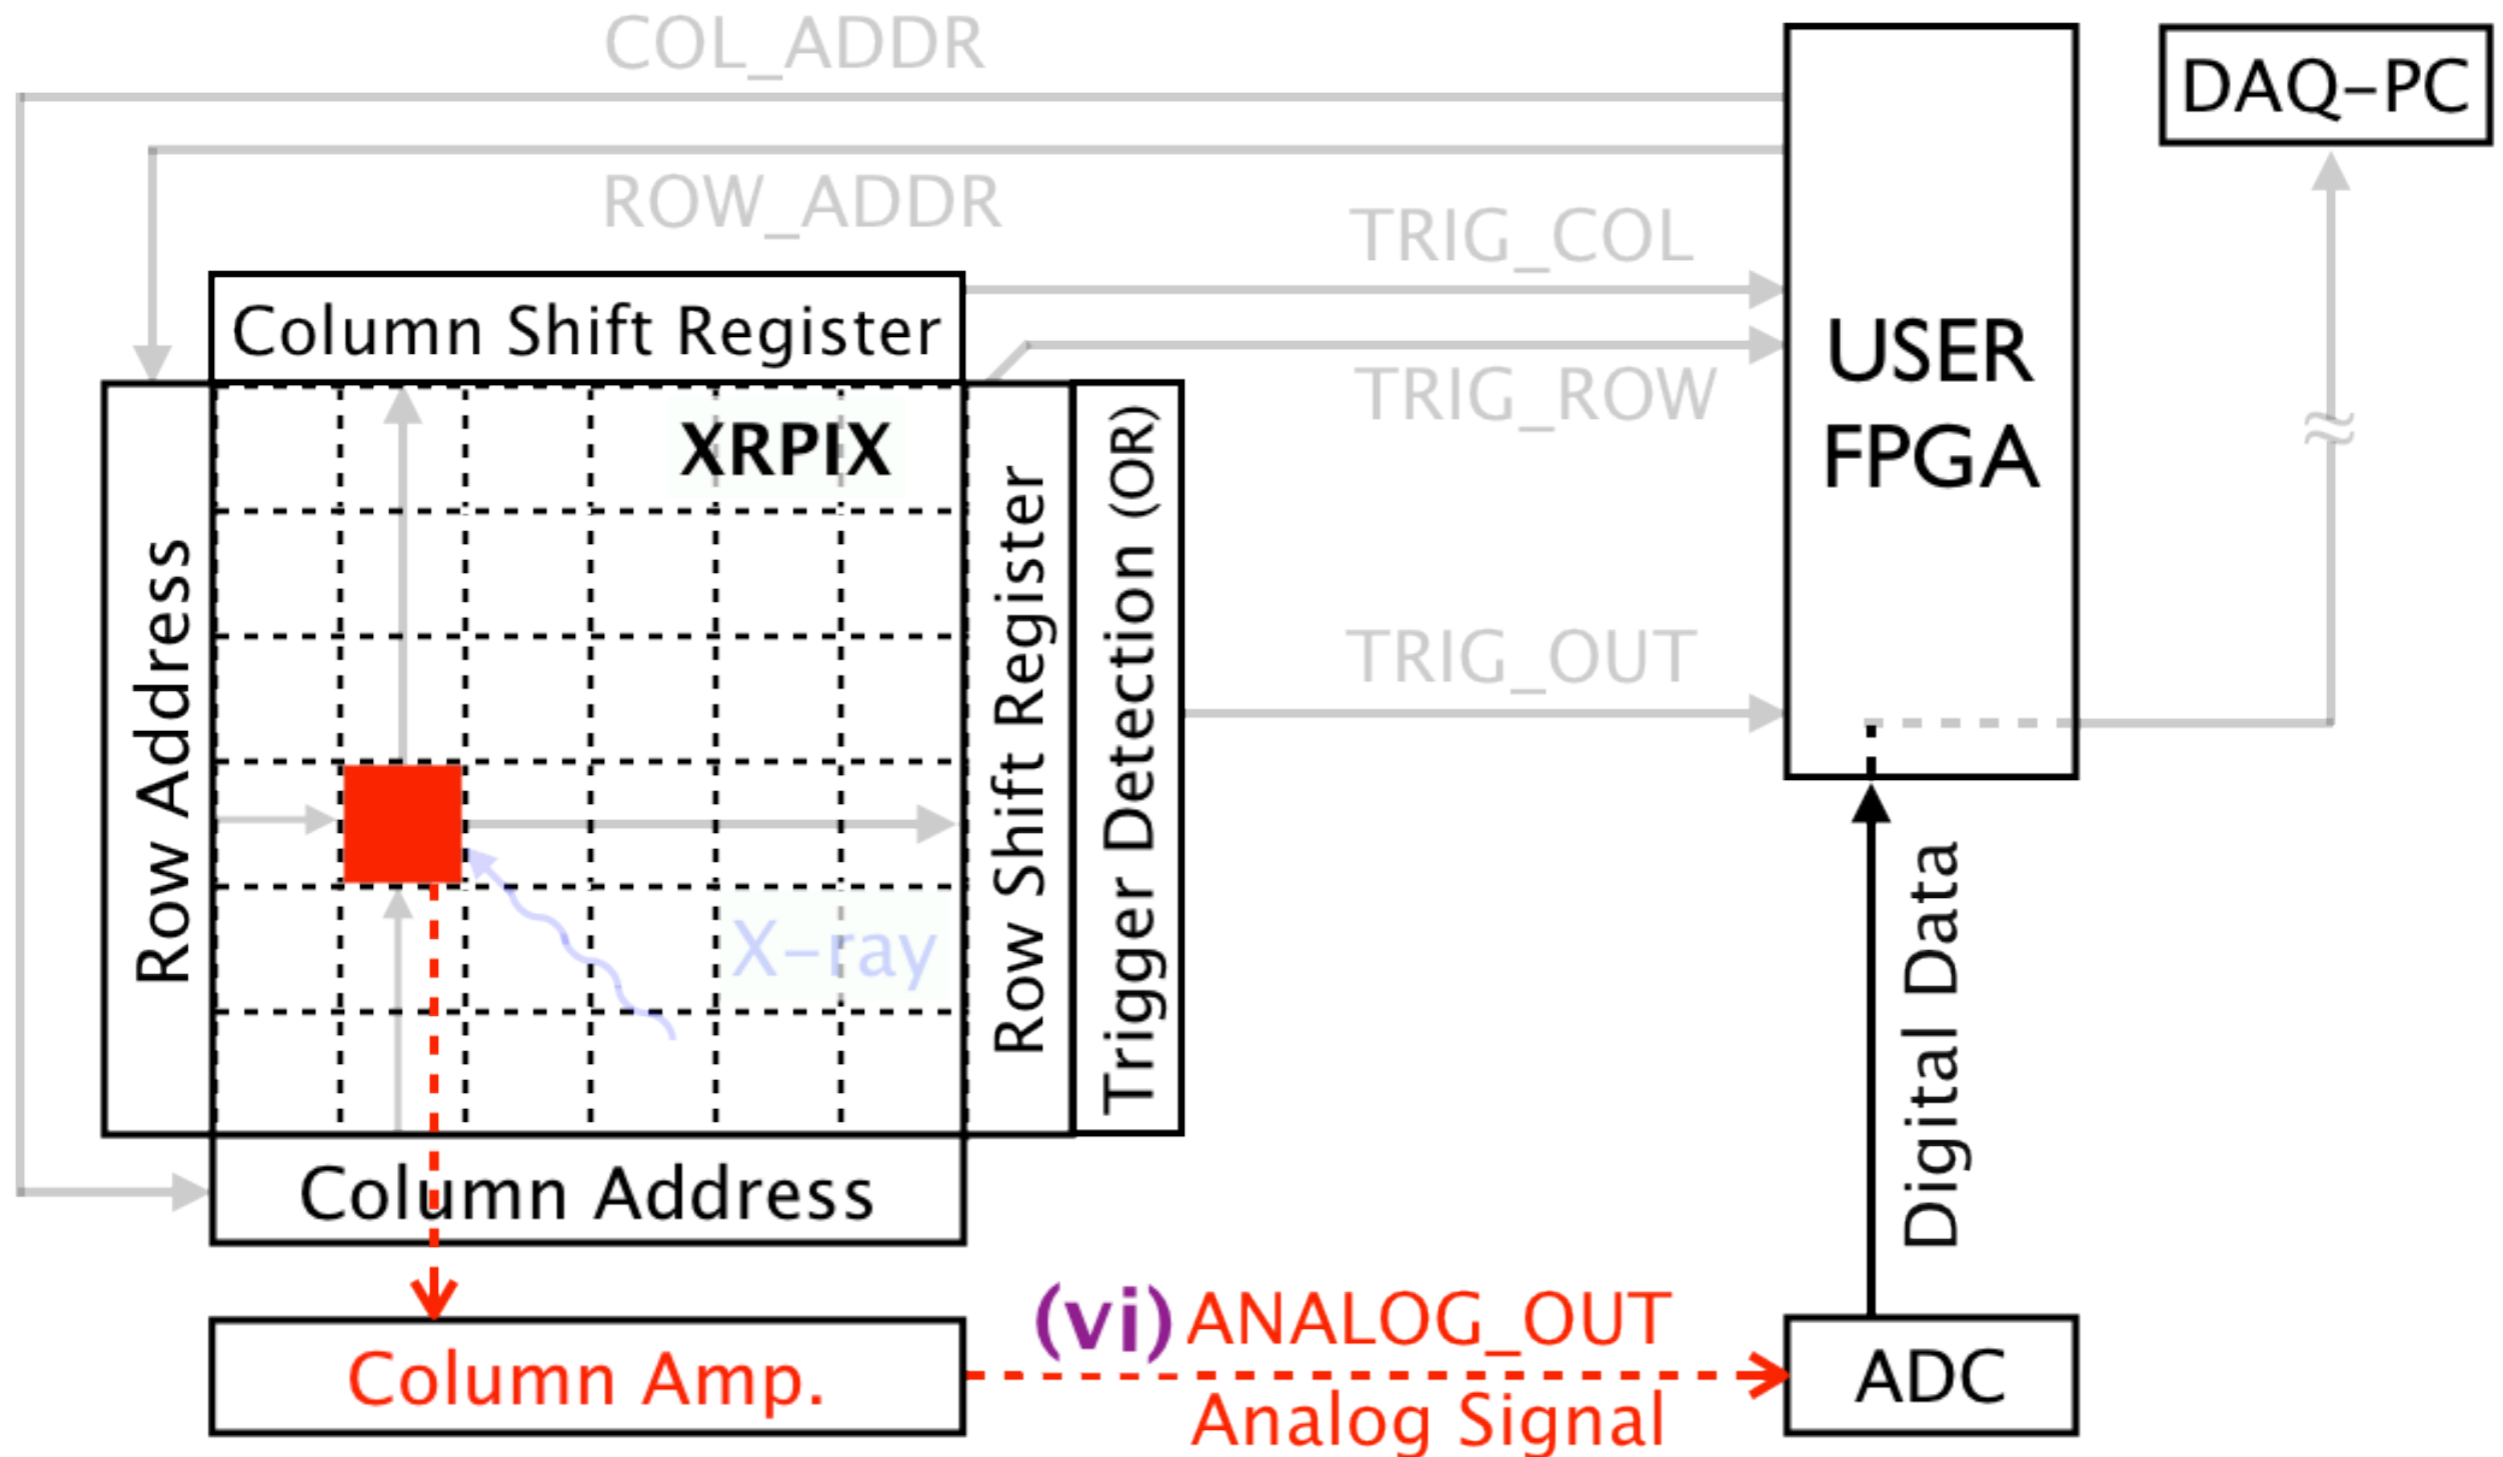 COL_ADDR
DAQ-PC
ROW_ADDR
TRIG_COL
Column Shift Register
USER
FPGA
TRIG_ROW
XRPIX
Row Address
Row Shift Register
Trigger Detection (OR)
TRIG_OUT
≈
X-ray
Digital Data
Column Address
(vi) ANALOG_OUT
Column Amp.
ADC
Analog Signal